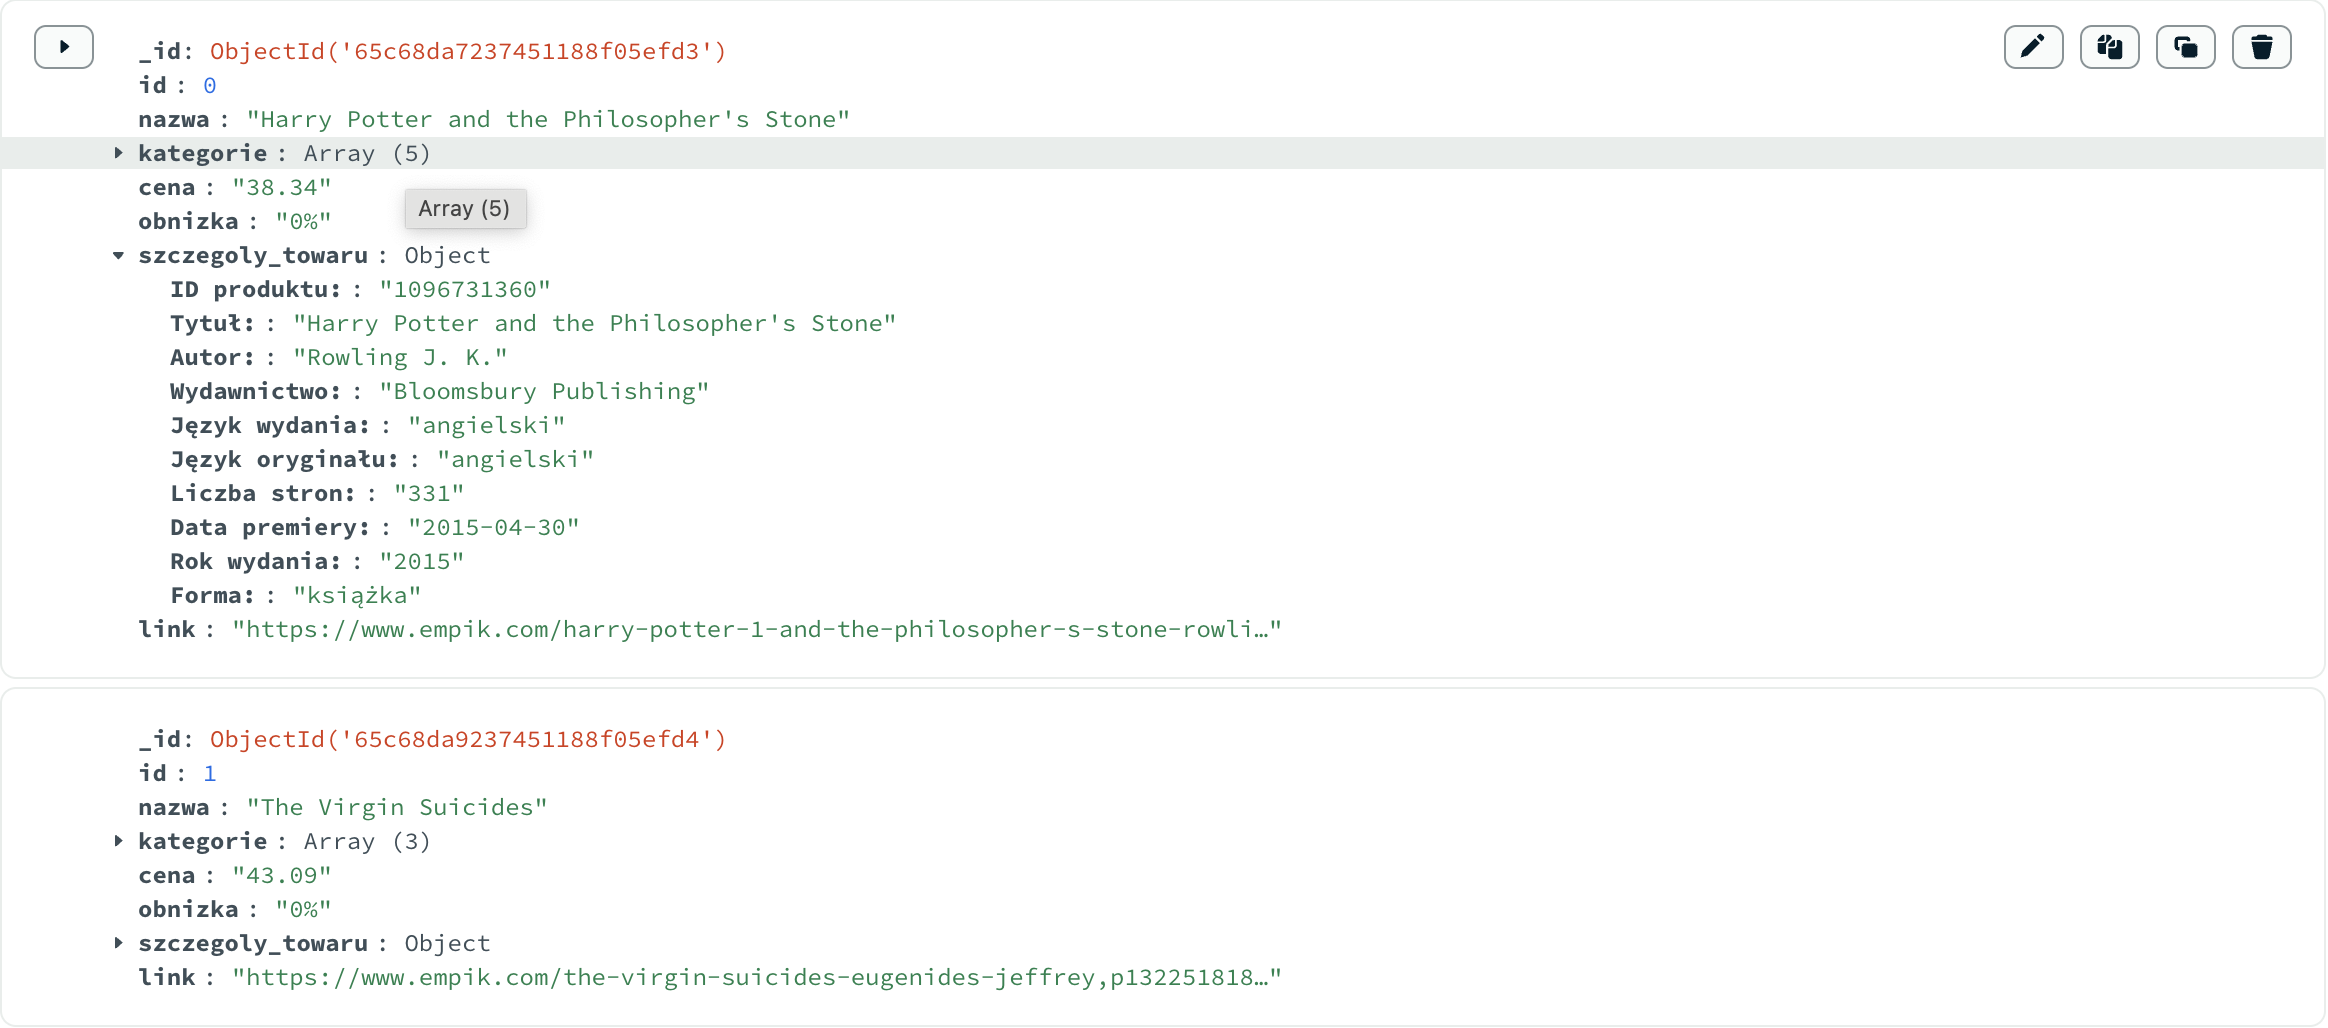 _id: ObjectId('65c68da7237451188f05efd3')
id : 0
nazwa : "Harry Potter and the Philosopher's Stone"
kategorie : Array (5)
cena : "38.34"
Array (5)
obnizka : "0%"
szczegoly_towaru : Object
ID produktu: : "1096731360"
Tytuł: : "Harry Potter and the Philosopher's Stone"
Autor: : "Rowling J. K."
Wydawnictwo: : "Bloomsbury Publishing"
Język wydania: : "angielski"
Język oryginału: : "angielski"
Liczba stron: : "331"
Data premiery: : "2015-04-30"
Rok wydania: : "2015"
Forma: : "książka"
link : "https://www.empik.com/harry-potter-1-and-the-philosopher-s-stone-rowli…"
_id: ObjectId('65c68da9237451188f05efd4')
id : 1
nazwa : "The Virgin Suicides"
kategorie : Array (3)
cena : "43.09"
obnizka : "0%"
szczegoly_towaru : Object
link : "https://www.empik.com/the-virgin-suicides-eugenides-jeffrey,p132251818…"